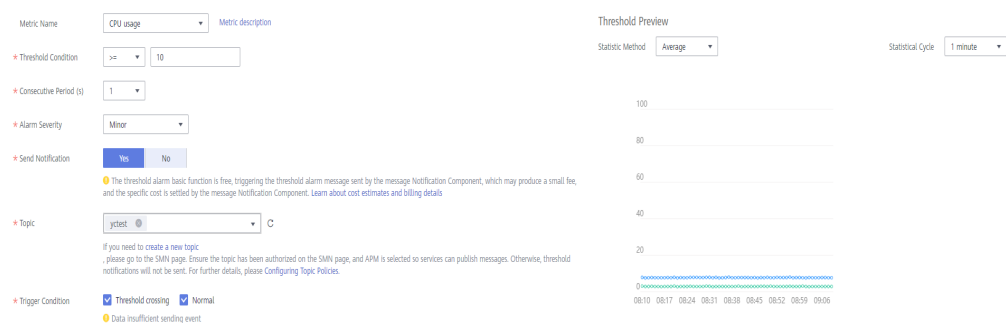 Metric Name
CPU usage
Metric description
* Threshold Condition
>=
10
* Consecutive Period (s)
1
* Alarm Severity
Minor
* Send Notification
Yes
No
The threshold alarm basic function is free, triggering the threshold alarm message sent by the message Notification Component, which may produce a small fee,
and the specific cost is settled by the message Notification Component. Learn about cost estimates and billing details
* Topic
yctest
If you need to create a new topic
, please go to the SMN page. Ensure the topic has been authorized on the SMN page, and APM is selected so services can publish messages. Otherwise, threshold
notifications will not be sent. For further details, please Configuring Topic Policies.
* Trigger Condition
Threshold crossing
Normal
Data insufficient sending event
Threshold Preview
Statistic Method
Average
Statistical Cycle
1 minute
100
80
60
40
20
0
08:10 08:17 08:24 08:31 08:38 08:45 08:52 08:59 09:06